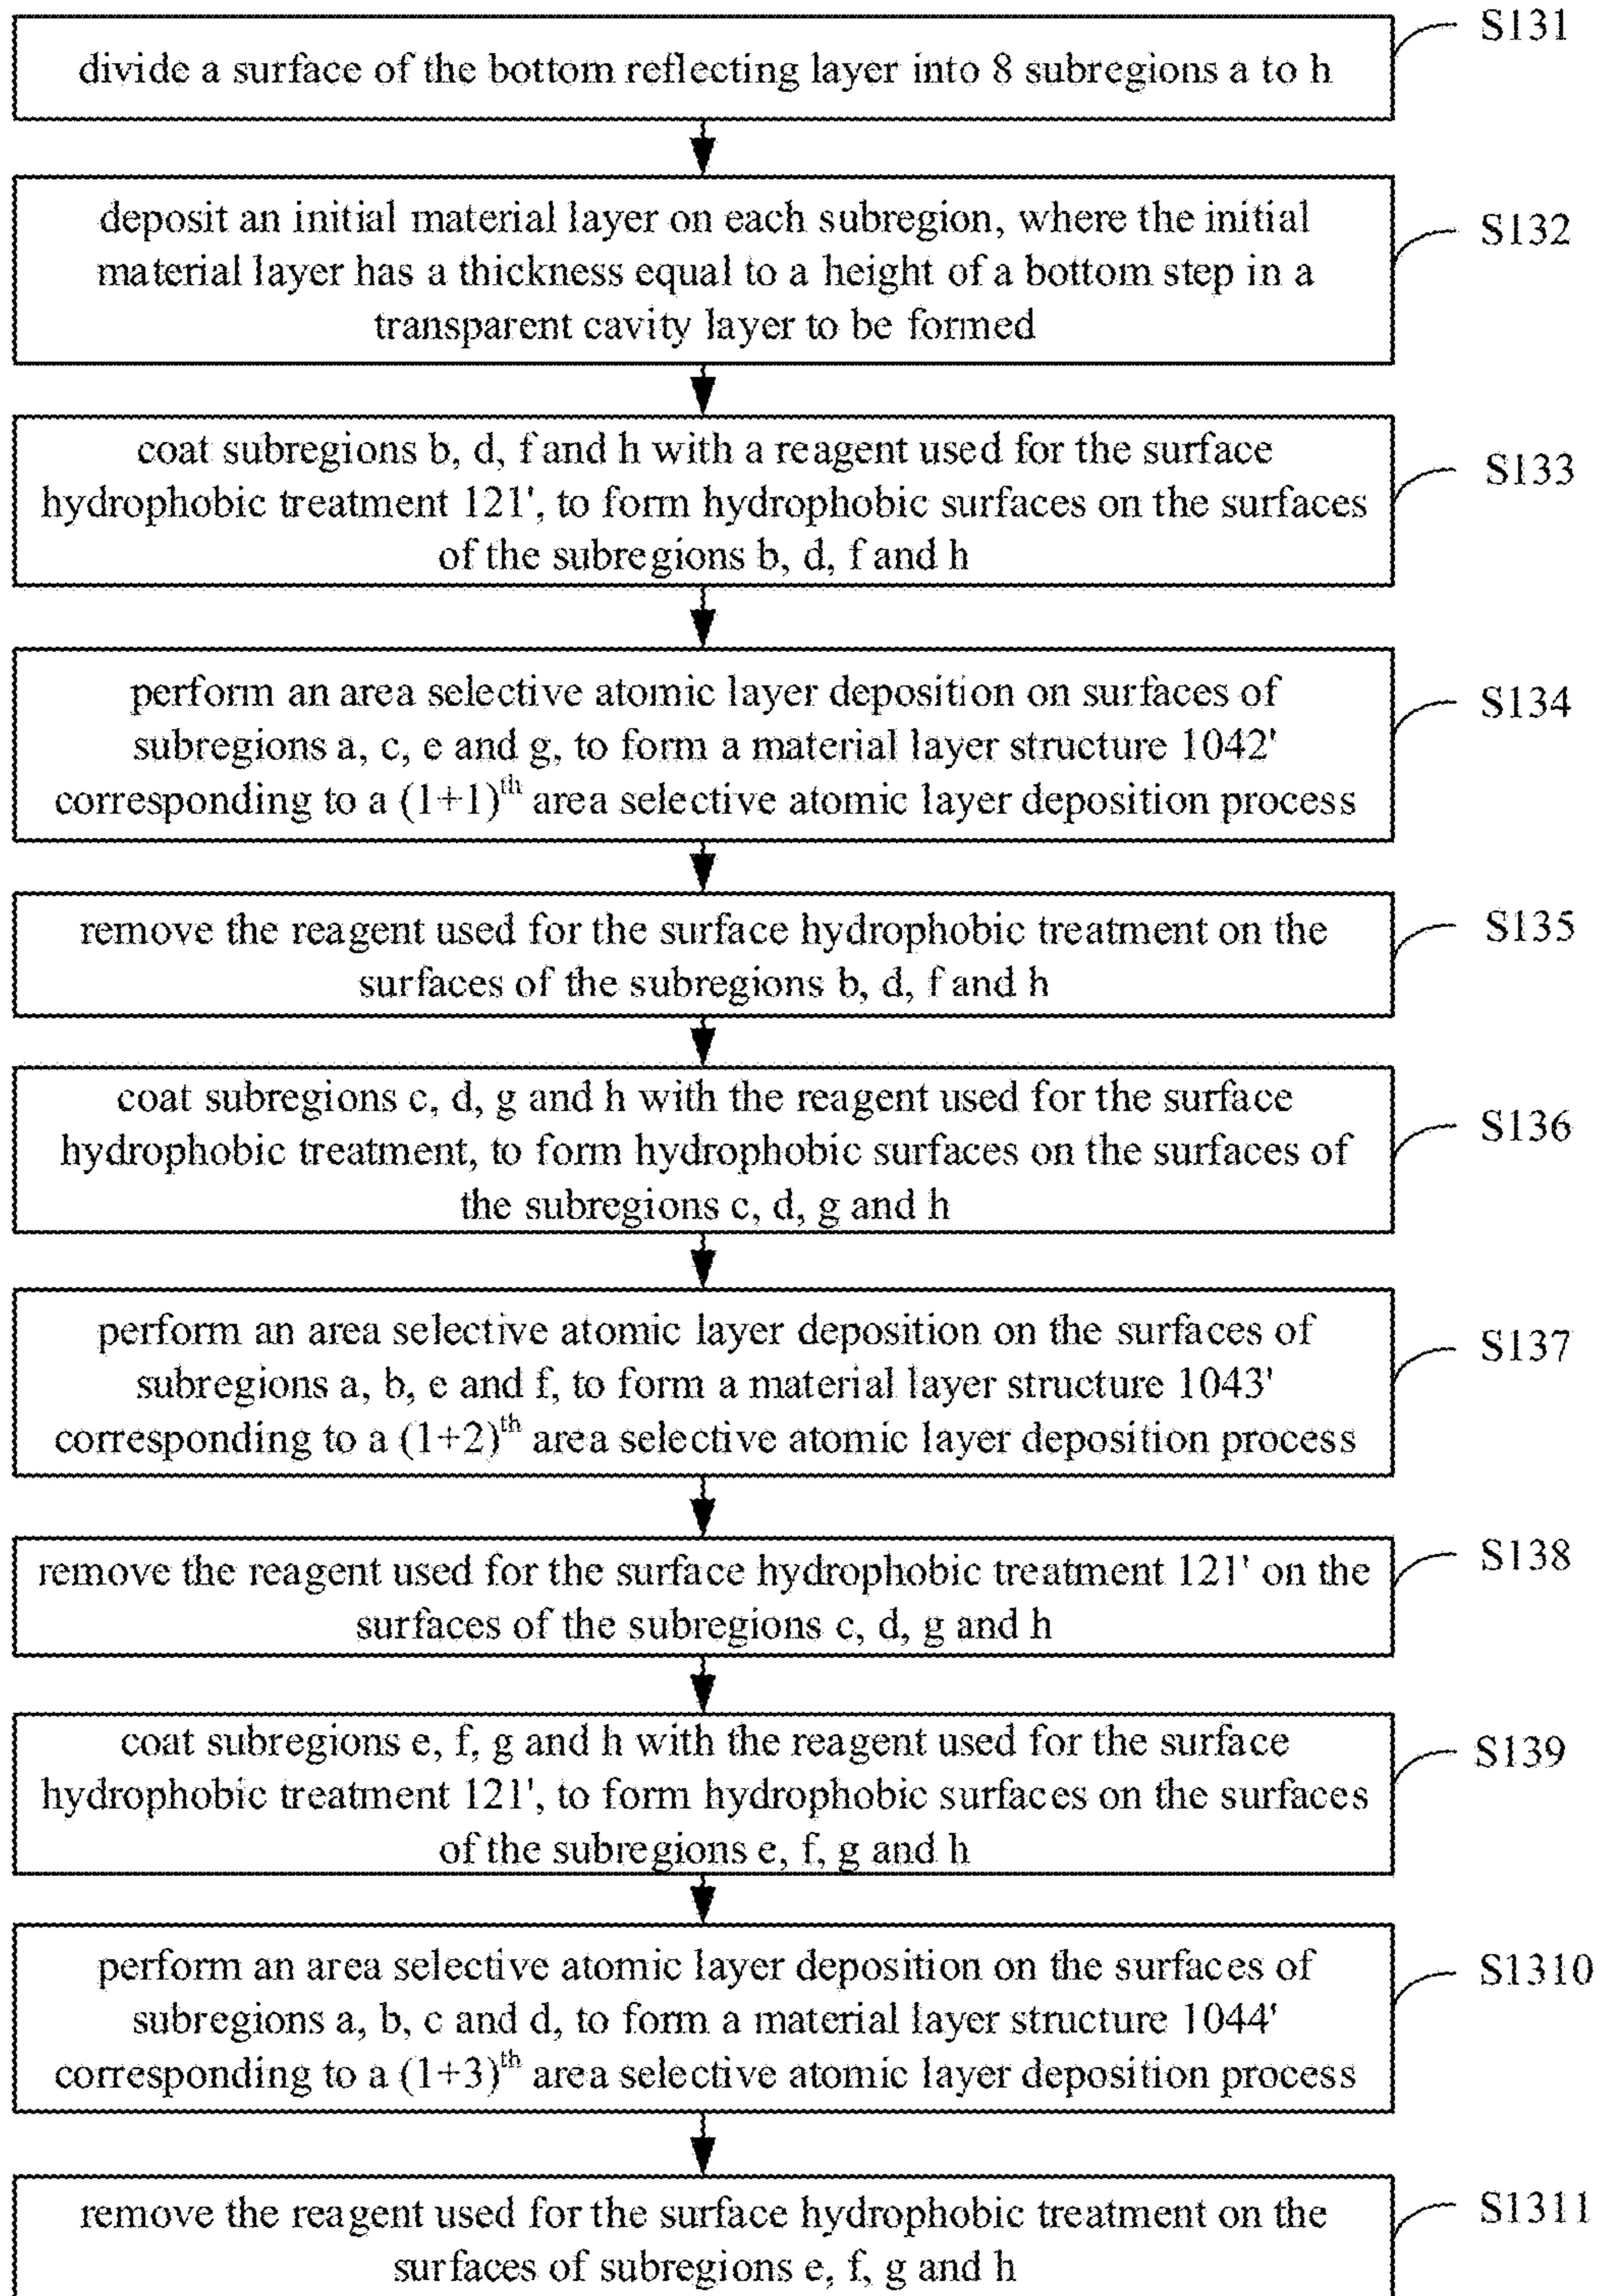 S131
divide a surface of the bottom reflecting layer into 8 subregions a to h
deposit an initial material layer on each subregion, where the initial
S132
material layer has a thickness equal to a height of a bottom step in a
transparent cavity layer to be formed
coat subregions b, d, f and h with a reagent used for the surface
S133
hydrophobic treatment 121', to form hydrophobic surfaces on the surfaces
of the subregions b, d, f and h
perform an area selective atomic layer deposition on surfaces of
S134
subregions a, c, e and g, to form a material layer structure 1042'
corresponding to a (1+1)th area selective atomic layer deposition process
remove the reagent used for the surface hydrophobic treatment on the
S135
surfaces of the subregions b, d, f and h
coat subregions c, d, g and h with the reagent used for the surface
S136
hydrophobic treatment, to form hydrophobic surfaces on the surfaces of
the subregions c, d, g and h
perform an area selective atomic layer deposition on the surfaces of
S137
subregions a, b, e and f, to form a material layer structure 1043'
corresponding to a (1+2)th area selective atomic layer deposition process
remove the reagent used for the surface hydrophobic treatment 121' on the
S138
surfaces of the subregions c, d, g and h
coat subregions e, f, g and h with the reagent used for the surface
S139
hydrophobic treatment 121', to form hydrophobic surfaces on the surfaces
of the subregions e, f, g and h
perform an area selective atomic layer deposition on the surfaces of
S1310
subregions a, b, c and d, to form a material layer structure 1044'
corresponding to a (1+3)th area selective atomic layer deposition process
remove the reagent used for the surface hydrophobic treatment on the
S1311
surfaces of subregions e, f, g and h